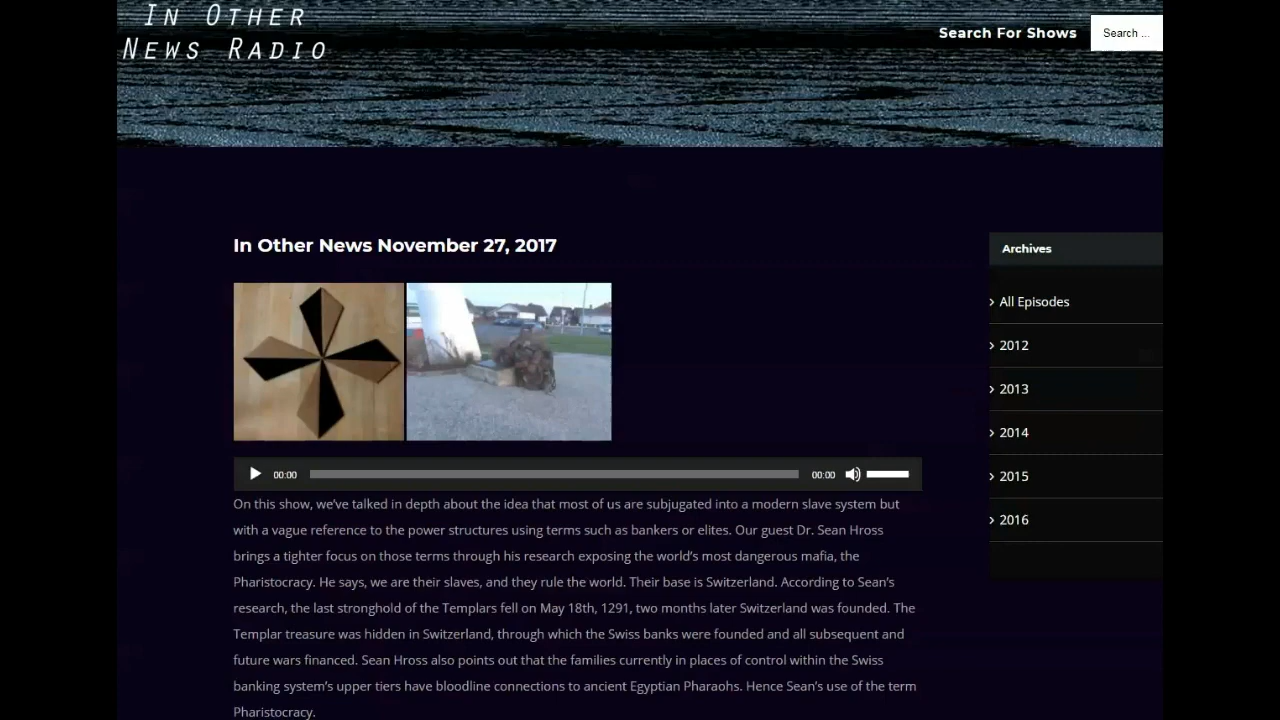 In Other
News Radio
Search For Shows
Search ...
In Other News November 27, 2017
Archives
All Episodes
2012
2013
2014
2015
2016
00:00
00:00
On this show, we've talked in depth about the idea that most of us are subjugated into a modern slave system but
with a vague reference to the power structures using terms such as bankers or elites. Our guest Dr. Sean Hross
brings a tighter focus on those terms through his research exposing the world's most dangerous mafia, the
Pharistocracy. He says, we are their slaves, and they rule the world. Their base is Switzerland. According to Sean's
research, the last stronghold of the Templars fell on May 18th, 1291, two months later Switzerland was founded. The
Templar treasure was hidden in Switzerland, through which the Swiss banks were founded and all subsequent and
future wars financed. Sean Hross also points out that the families currently in places of control within the Swiss
banking system's upper tiers have bloodline connections to ancient Egyptian Pharaohs. Hence Sean's use of the term
Pharistocracy.